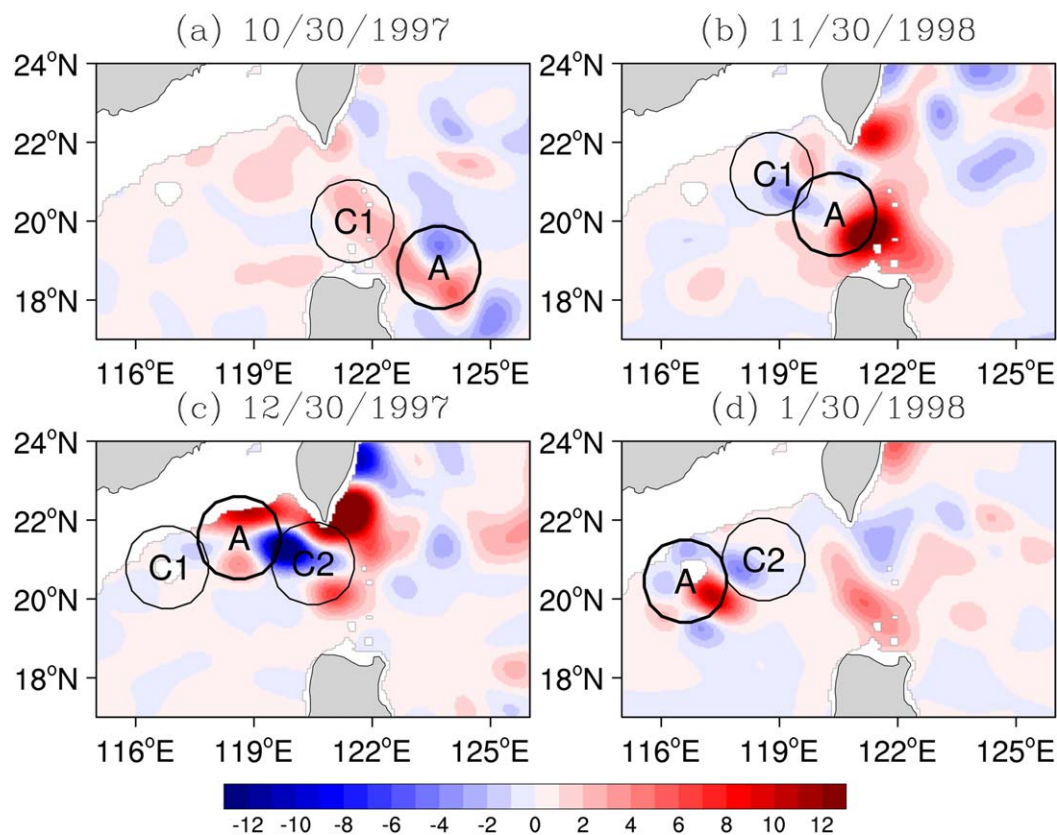 (a) 10/30/1997 (b) 11/30/1998
24°N 24°N
22°N 22°N
C1 C1
20°N 20°N
A A
18°N 18°N
116°E 119°E 122°E 125°E 116°E 119°E 122°E 125°E
(c) 12/30/1997 (d) 1/30/1998
24°N 24°N
22°N 22°N
A C1 C2 A C2
20°N 20°N
18°N 18°N
116°E 119°E 122°E 125°E 116°E 119°E 122°E 125°E
-12 -10 -8 -6 -4 -2 0 2 4 6 8 10 12